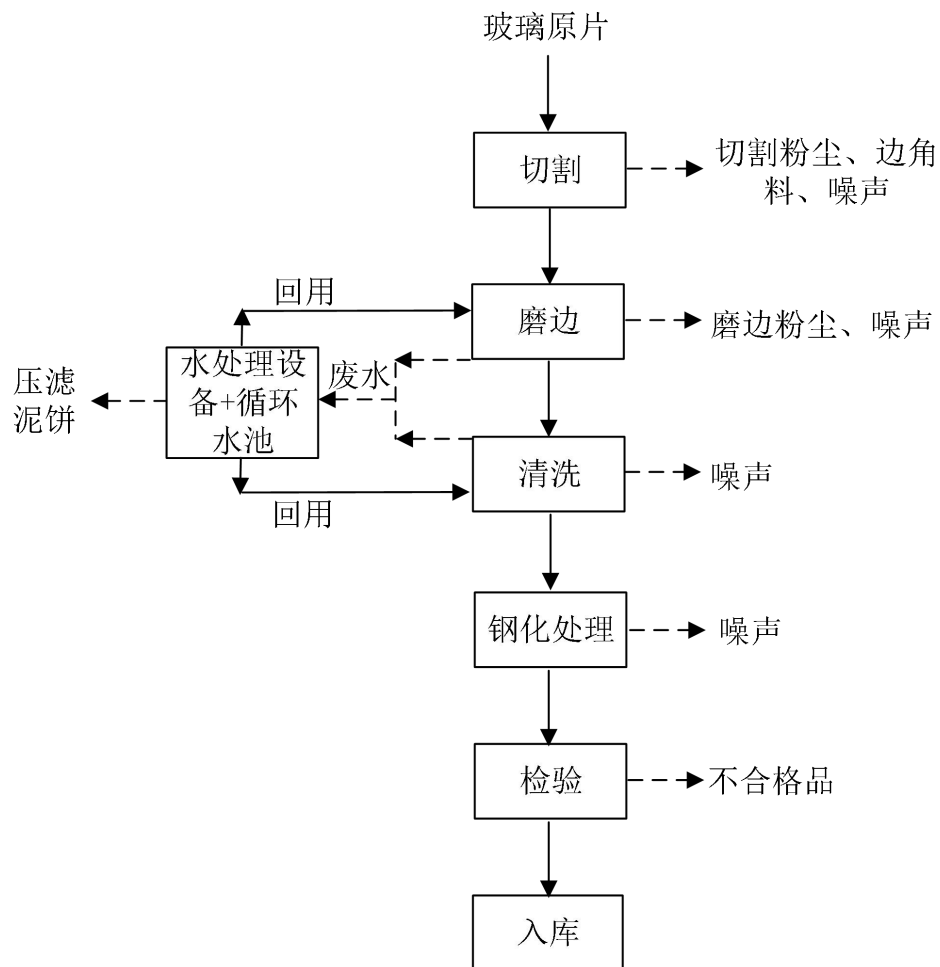 玻璃原片
切割
切割粉尘、边角
料、噪声
回用
磨边
磨边粉尘、噪声
水处理设
备+循环
水池
废水
压滤
泥饼
清洗
噪声
回用
钢化处理
噪声
检验
不合格品
入库